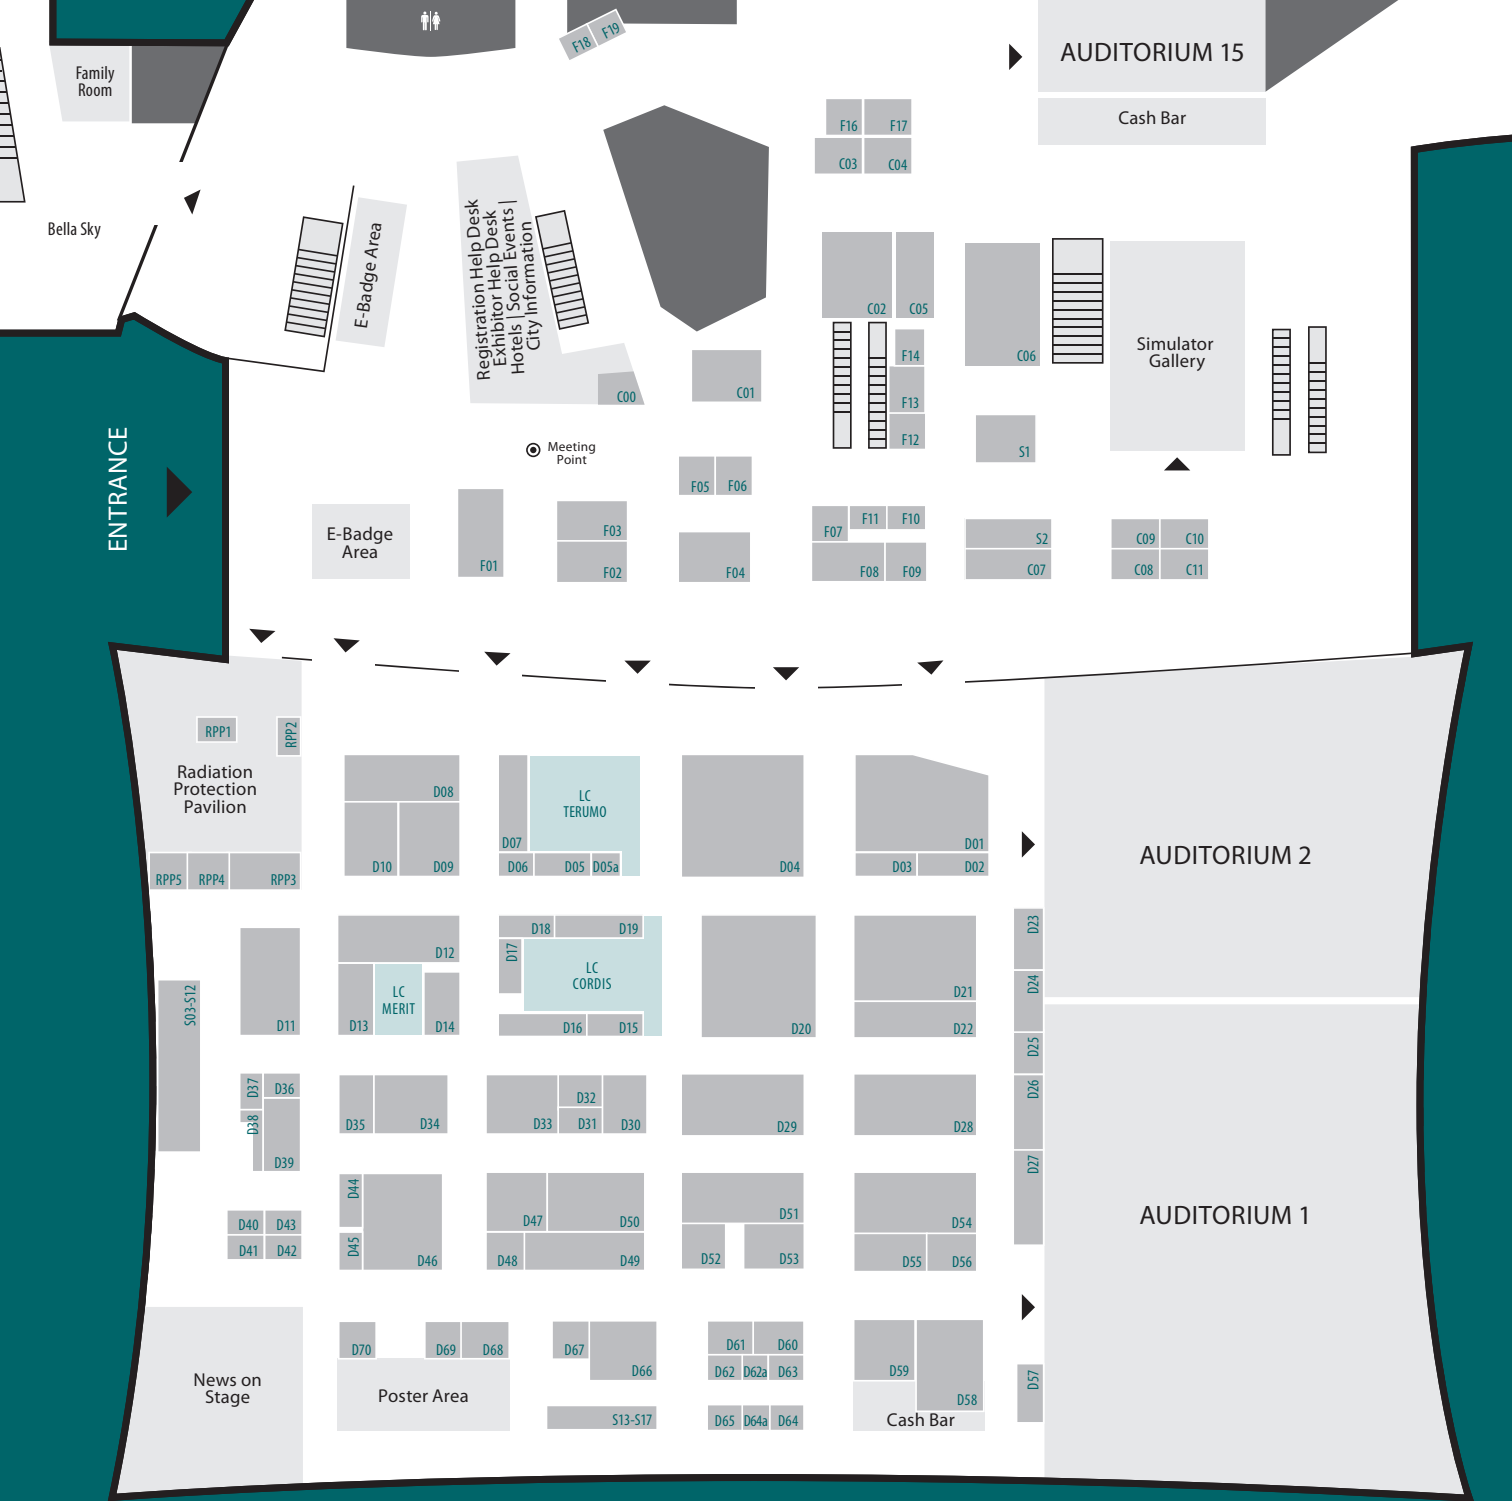 F18
F19
AUDITORIUM 15
Family
Room
Cash Bar
F16
F17
C03
C04
Bella Sky
E-Badge Area
Registration Help Desk
Exhibitor Help Desk
Hotels | Social Events |
City Information
C02
C05
C06
Simulator
Gallery
F14
F13
F12
C00
C01
S1
Meeting
Point
ENTRANCE
F05
F06
E-Badge
Area
F01
F03
F02
F04
F07
F11
F10
F08
F09
S2
C07
C09
C10
C08
C11
RPP1
RPP2
Radiation
Protection
Pavilion
RPP5
RPP4
RPP3
D08
D10
D09
D07
LC
TERUMO
D06
D05
D05a
D04
D01
D03
D02
AUDITORIUM 2
D12
D18
D19
D17
LC
CORDIS
D23
S03-S12
D11
D13
LC
MERIT
D14
D16
D15
D20
D21
D22
D24
D25
D37
D36
D38
D39
D35
D34
D33
D32
D31
D30
D29
D28
D26
D27
D40
D43
D41
D42
D44
D45
D46
D47
D50
D48
D49
D51
D52
D53
D54
D55
D56
AUDITORIUM 1
News on
Stage
D70
D69
D68
Poster Area
D67
D66
S13-S17
D61
D60
D62
D62a
D63
D65
D64a
D64
D59
D58
Cash Bar
D57